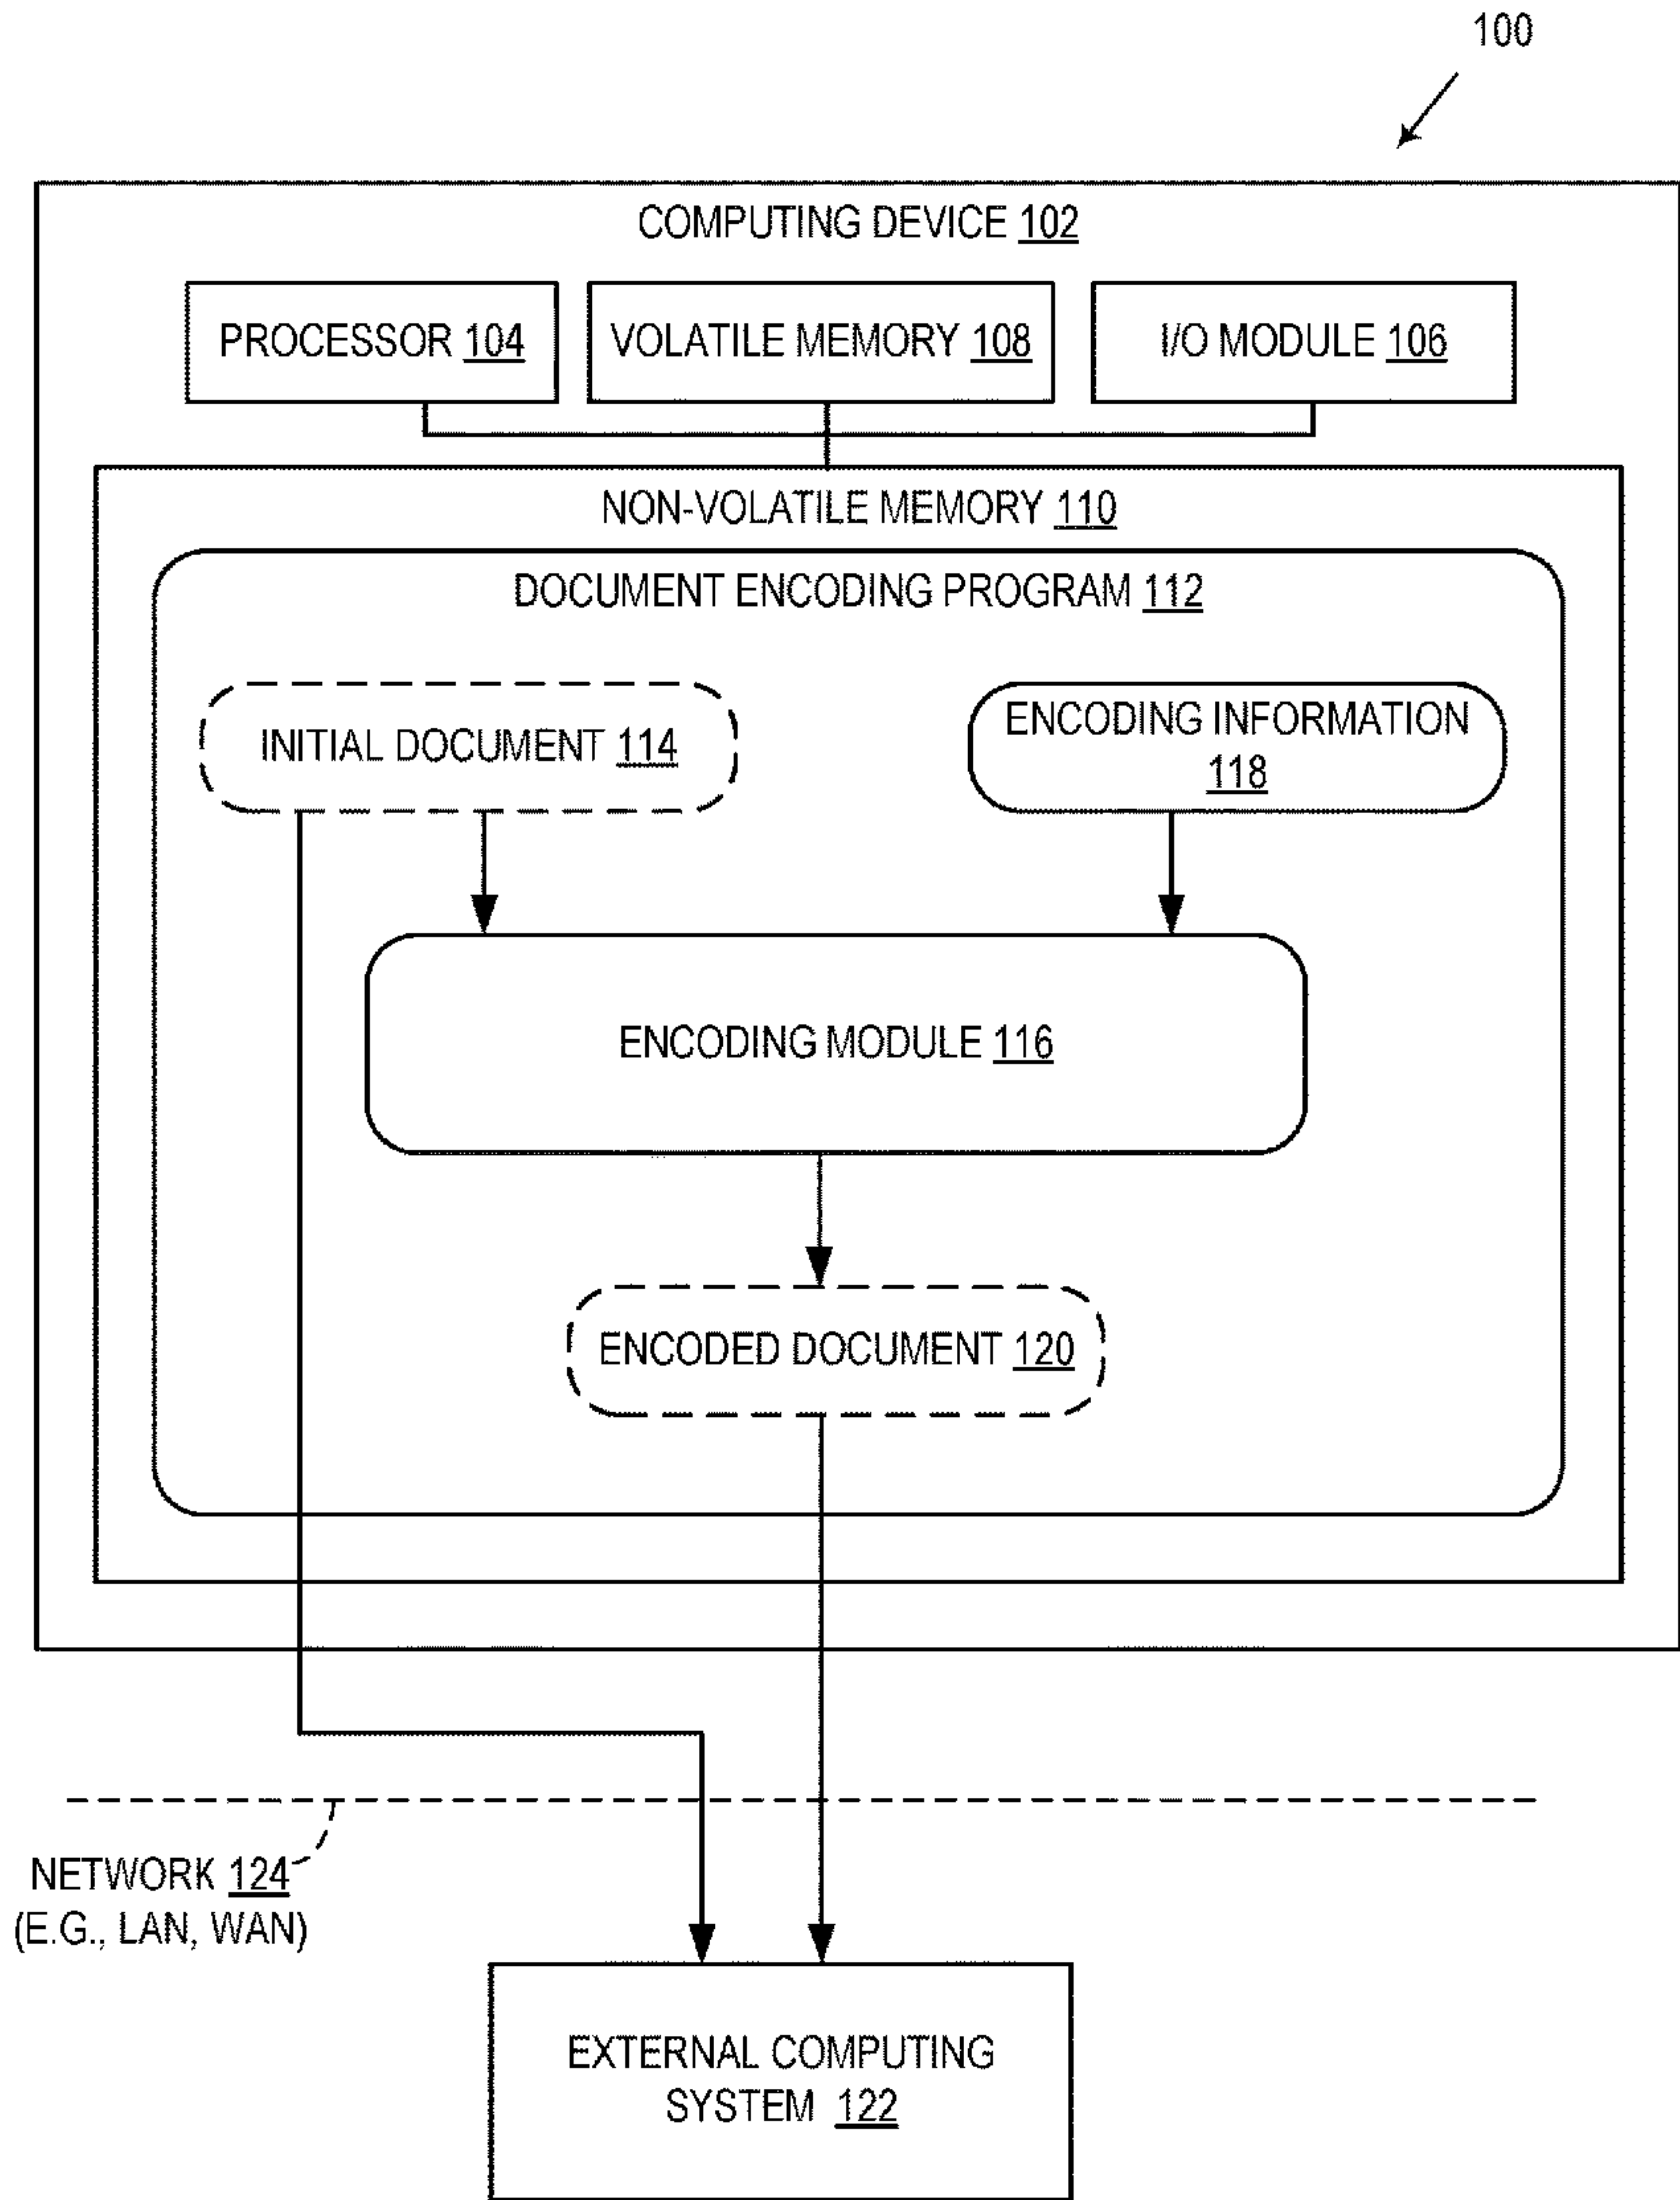 100
COMPUTING DEVICE 102
PROCESSOR 104
VOLATILE MEMORY 108
I/O MODULE 106
NON-VOLATILE MEMORY 110
DOCUMENT ENCODING PROGRAM 112
INITIAL DOCUMENT 114
ENCODING INFORMATION
118
ENCODING MODULE 116
ENCODED DOCUMENT 120
NETWORK 124
(E.G., LAN, WAN)
EXTERNAL COMPUTING
SYSTEM 122